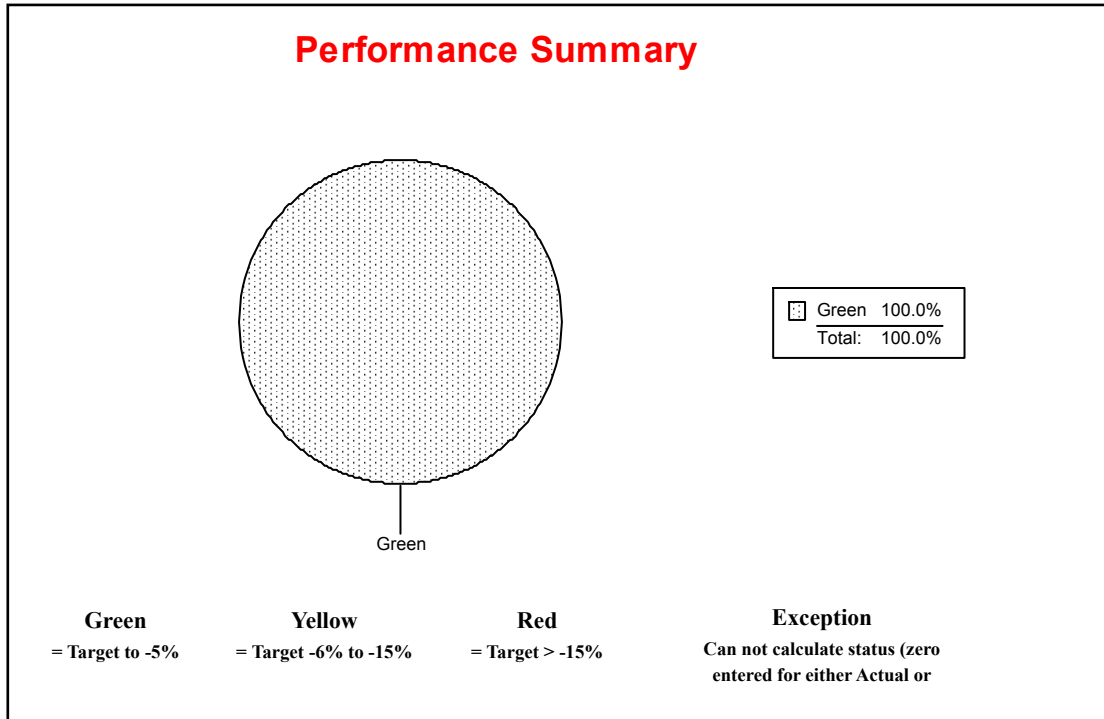 Performance Summary
Green 100.0%
Total: 100.0%
Green
Green
= Target to -5%
Yellow
= Target -6% to -15%
Red
= Target > -15%
Exception
Can not calculate status (zero
entered for either Actual or